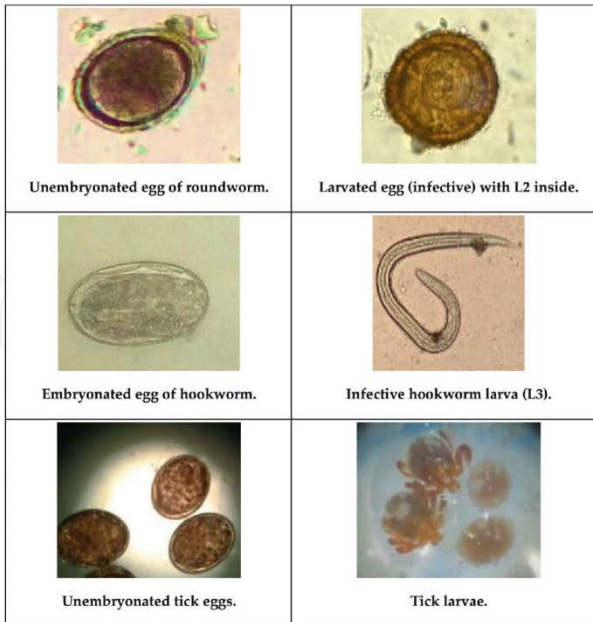 Unembryonated egg of roundworm.
Larvated egg (infective) with L2 inside.
Embryonated egg of hookworm.
Infective hookworm larva (L3).
Unembryonated tick eggs.
Tick larvae.